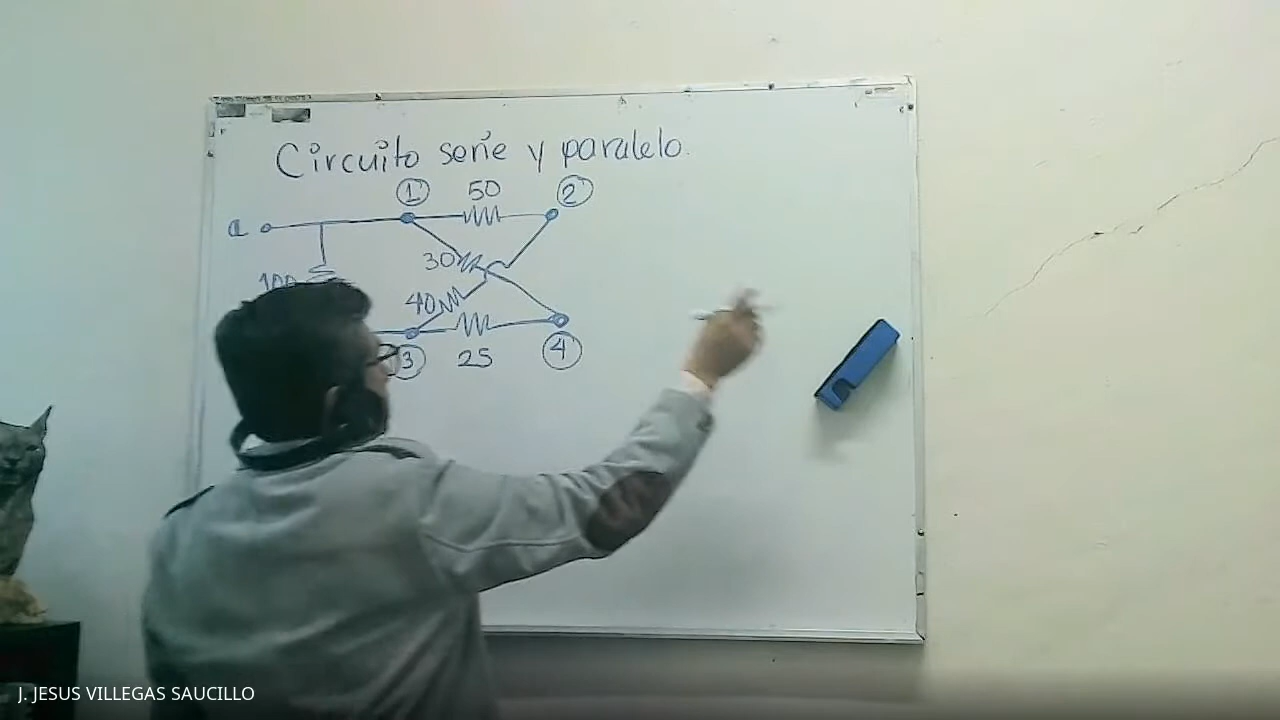 Circuito serie y paralelo.
1 50 2
a
30
100
40
3 25 4
J. JESUS VILLEGAS SAUCILLO